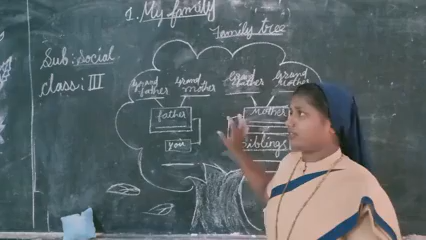 1. My family
Family tree
Sub: Social
class: III
Grand father
Grand mother
Grand father
Grand mother
father
Mother
you
Siblings